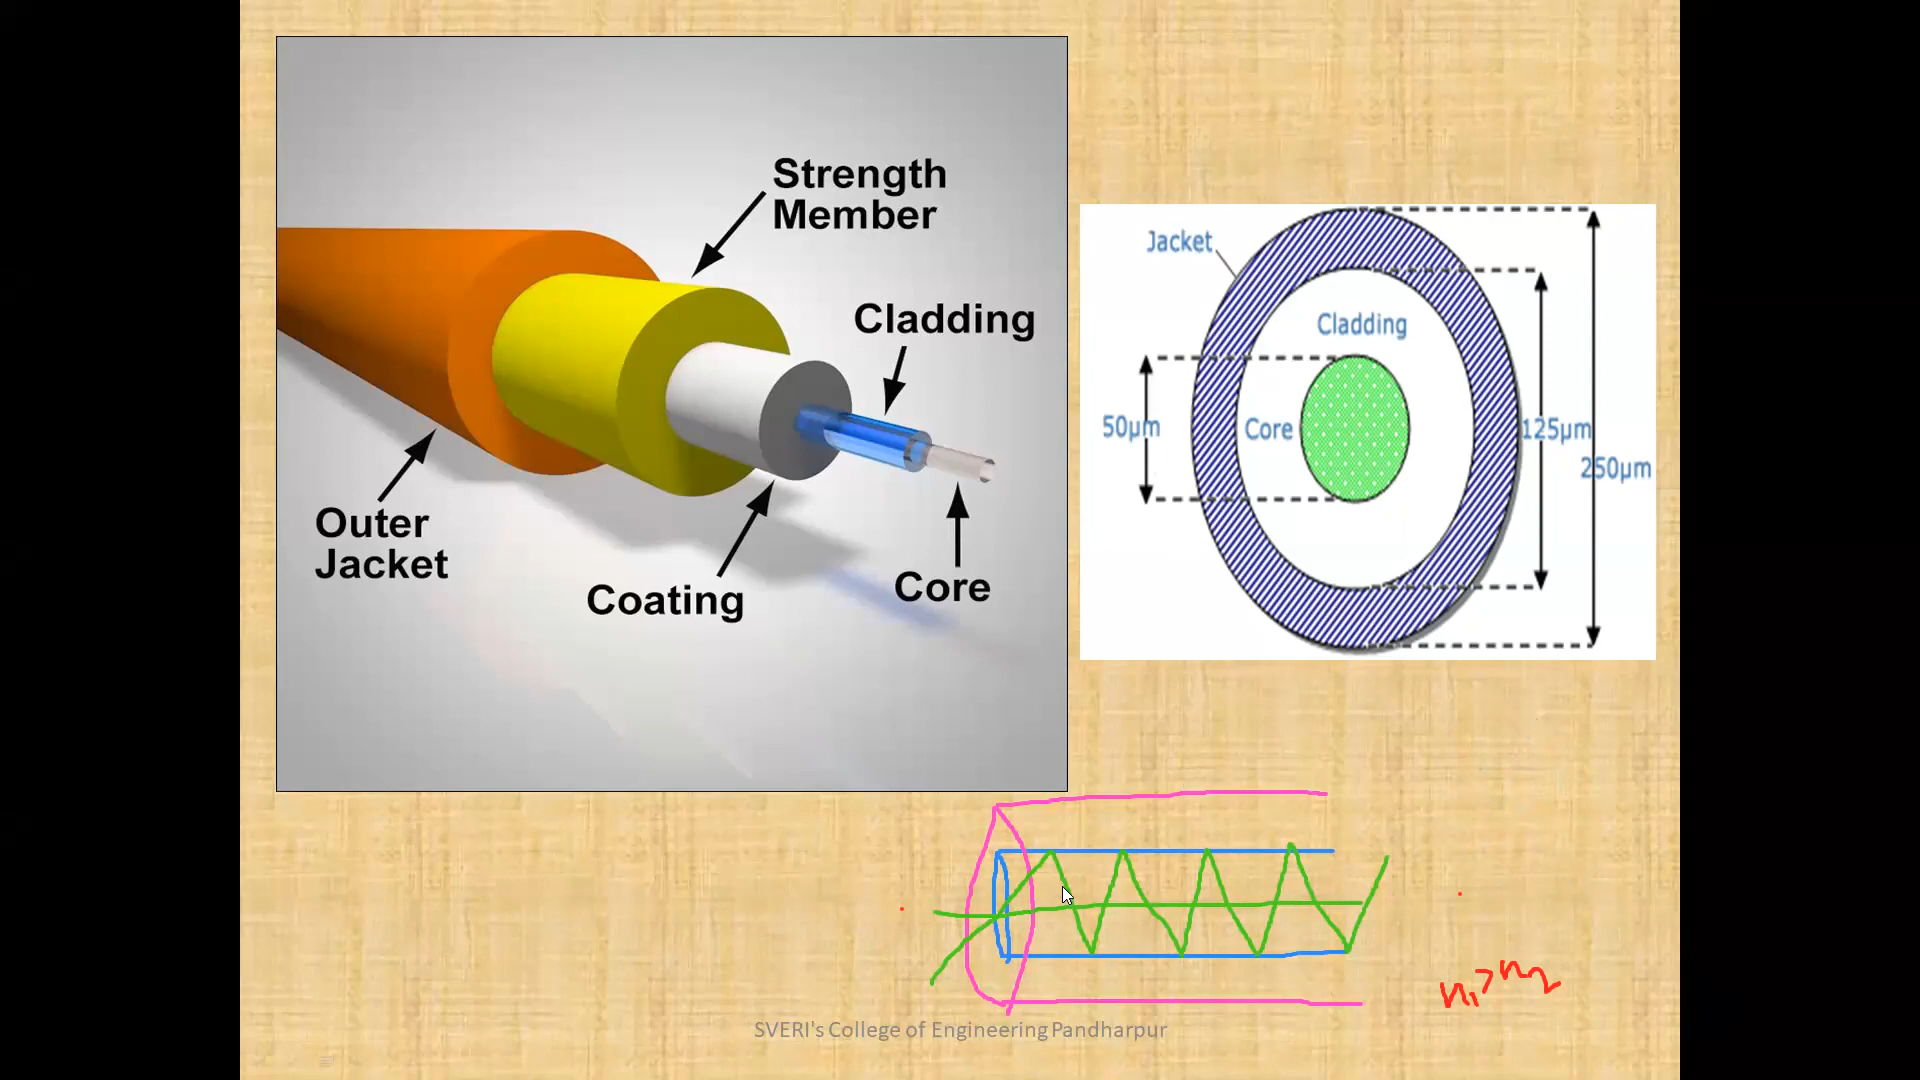 Strength
Member
Cladding
Outer
Jacket
Coating
Core
Jacket
Cladding
50µm
Core
125µm
250µm
n₁>n₂
SVERI's College of Engineering Pandharpur